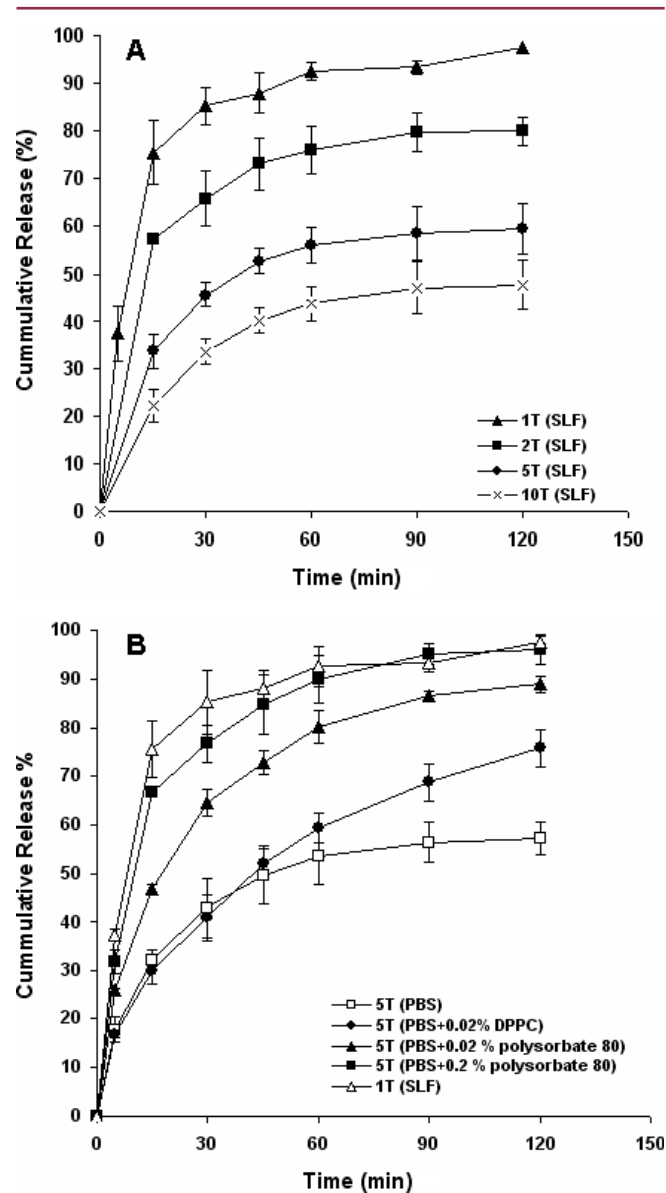 A
Cummulative Release (%)
100
90
80
70
60
50
40
30
20
10
0
1T (SLF)
2T (SLF)
5T (SLF)
10T (SLF)
0 30 60 90 120 150
Time (min)
B
Cummulative Release %
100
90
80
70
60
50
40
30
20
10
0
5T (PBS)
5T (PBS+0.02% DPPC)
5T (PBS+0.02 % polysorbate 80)
5T (PBS+0.2 % polysorbate 80)
1T (SLF)
0 30 60 90 120 150
Time (min)